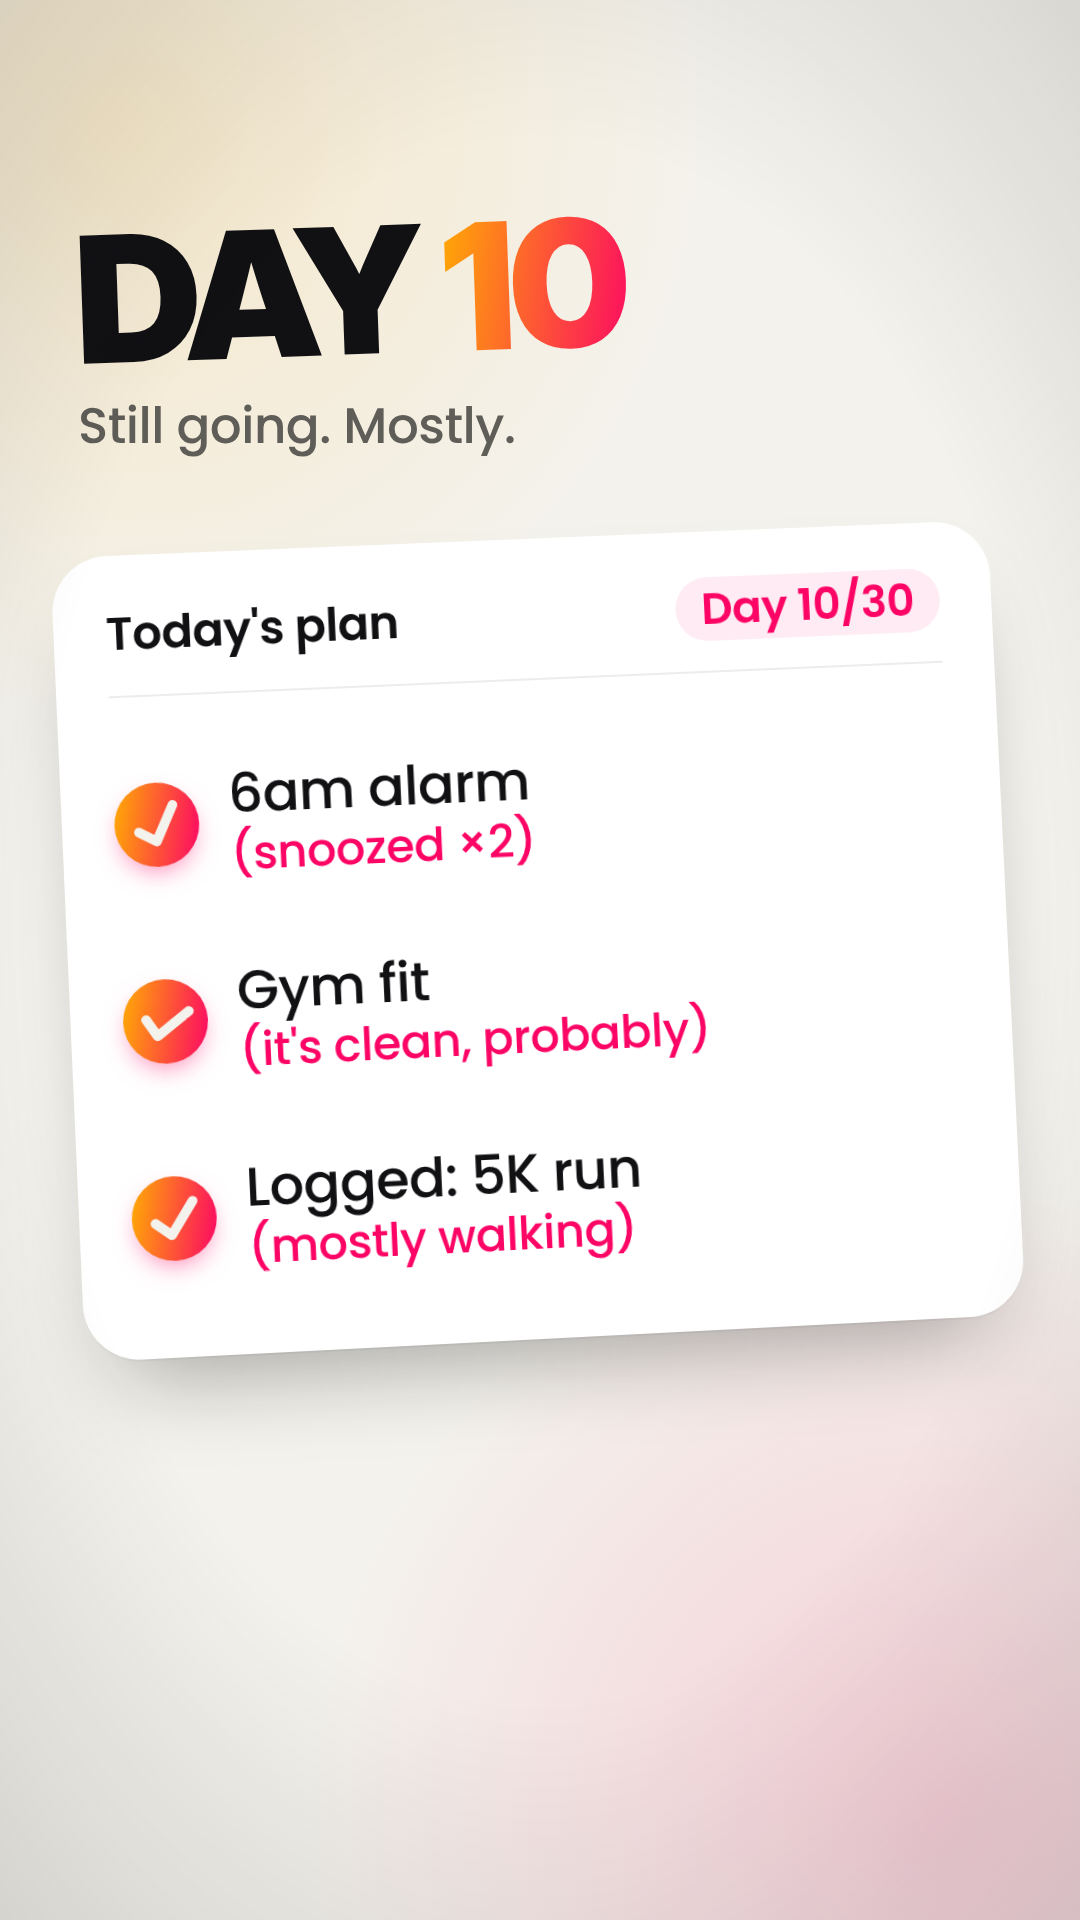 DAY 10
Still going. Mostly.
Today's plan
Day 10/30
6am alarm
(snoozed ×2)
Gym fit
(it's clean, probably)
Logged: 5K run
(mostly walking)